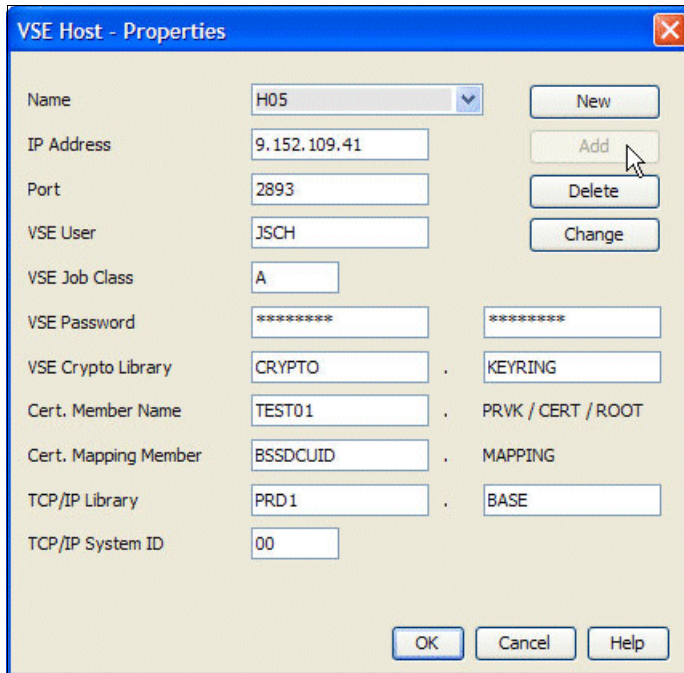 VSE Host - Properties
Name H05 New
IP Address 9.152.109.41 Add
Port 2893 Delete
VSE User JSCH Change
VSE Job Class A
VSE Password ******** ********
VSE Crypto Library CRYPTO . KEYRING
Cert. Member Name TEST01 . PRVK / CERT / ROOT
Cert. Mapping Member BSSDCUID . MAPPING
TCP/IP Library PRD1 . BASE
TCP/IP System ID 00
OK Cancel Help